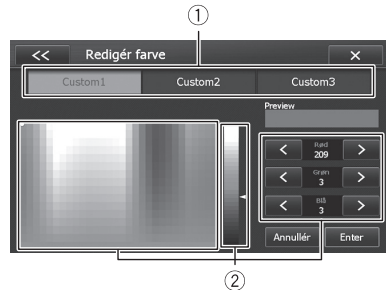 ①
<< Redigér farve ×
Custom1 Custom2 Custom3
Preview
< Rød 209 >
< Grøn 3 >
< Blå 3 >
Annullér Enter
②